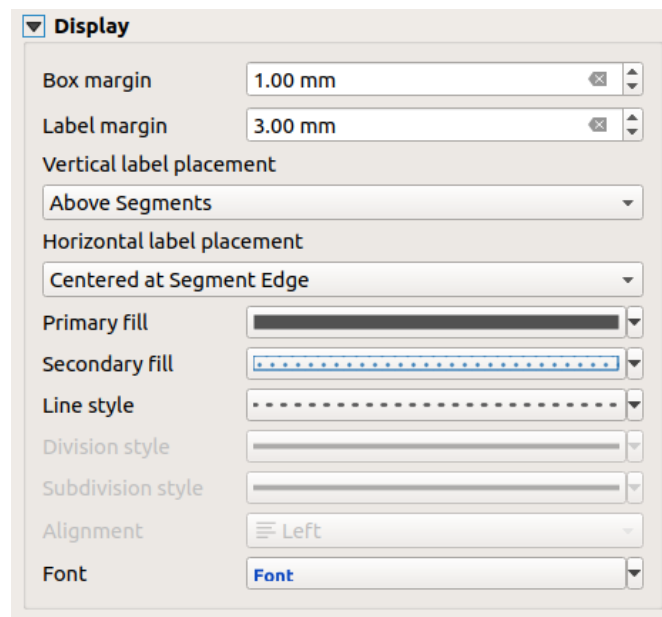 Display
Box margin 1.00 mm
Label margin 3.00 mm
Vertical label placement
Above Segments
Horizontal label placement
Centered at Segment Edge
Primary fill
Secondary fill
Line style
Division style
Subdivision style
Alignment Left
Font Font